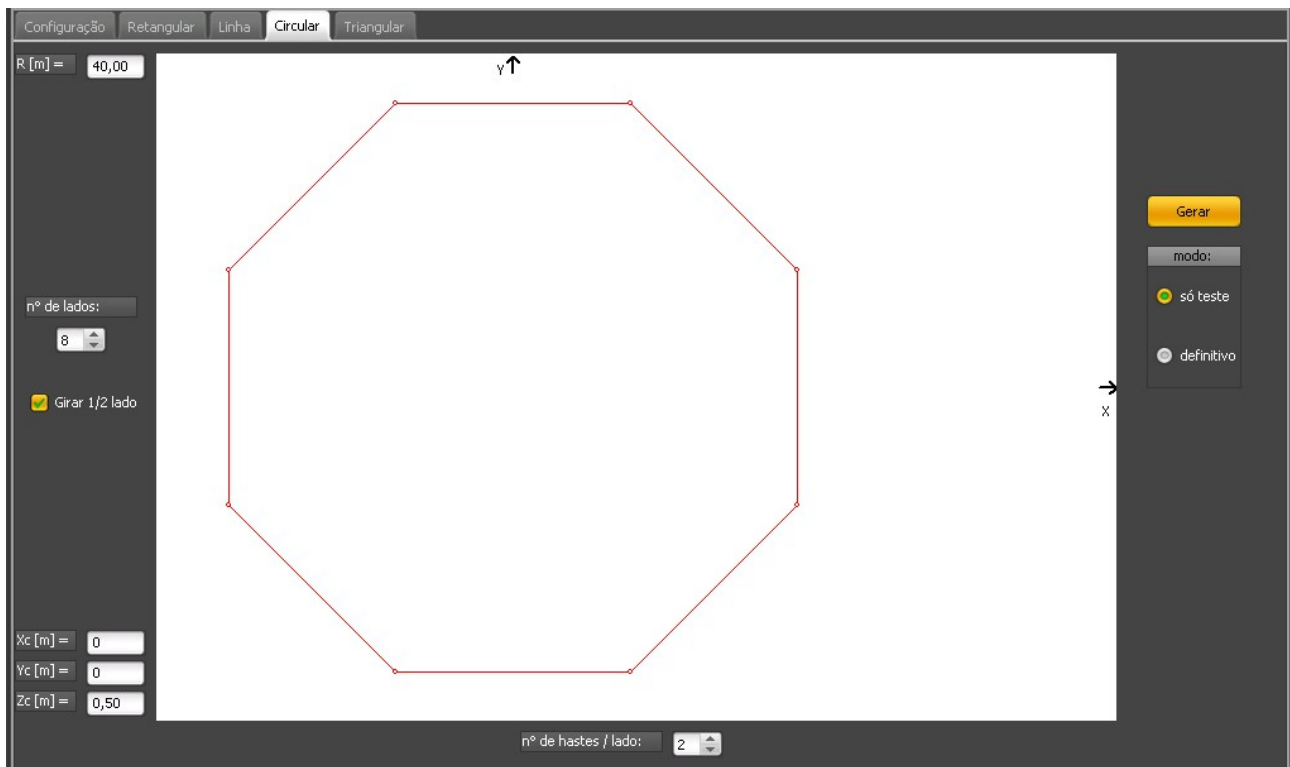 Configuração Retangular Linha Circular Triangular
R [m] = 40,00
Y
Gerar
modo:
só teste
nº de lados:
8
definitivo
Girar 1/2 lado
X
Xc [m] = 0
Yc [m] = 0
Zc [m] = 0,50
nº de hastes / lado: 2